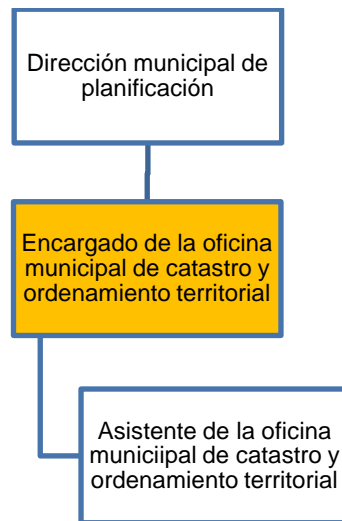 Dirección municipal de
planificación
Encargado de la oficina
municipal de catastro y
ordenamiento territorial
Asistente de la oficina
municiipal de catastro y
ordenamiento territorial